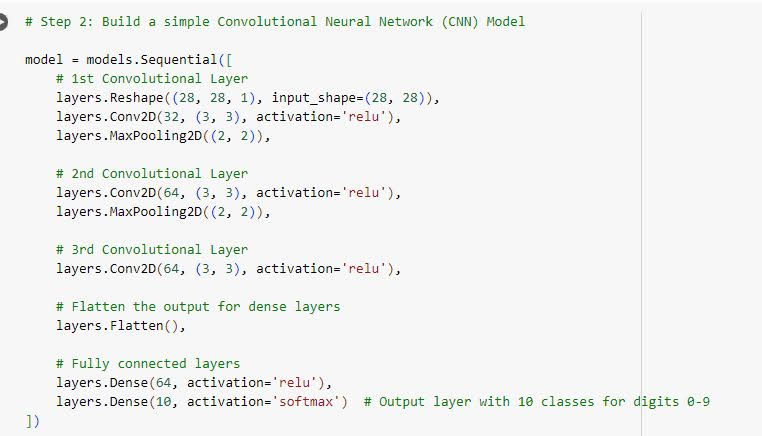 # Step 2: Build a simple Convolutional Neural Network (CNN) Model
model = models.Sequential([
    # 1st Convolutional Layer
    layers.Reshape((28, 28, 1), input_shape=(28, 28)),
    layers.Conv2D(32, (3, 3), activation='relu'),
    layers.MaxPooling2D((2, 2)),
    # 2nd Convolutional Layer
    layers.Conv2D(64, (3, 3), activation='relu'),
    layers.MaxPooling2D((2, 2)),
    # 3rd Convolutional Layer
    layers.Conv2D(64, (3, 3), activation='relu'),
    # Flatten the output for dense layers
    layers.Flatten(),
    # Fully connected layers
    layers.Dense(64, activation='relu'),
    layers.Dense(10, activation='softmax')  # Output layer with 10 classes for digits 0-9
])